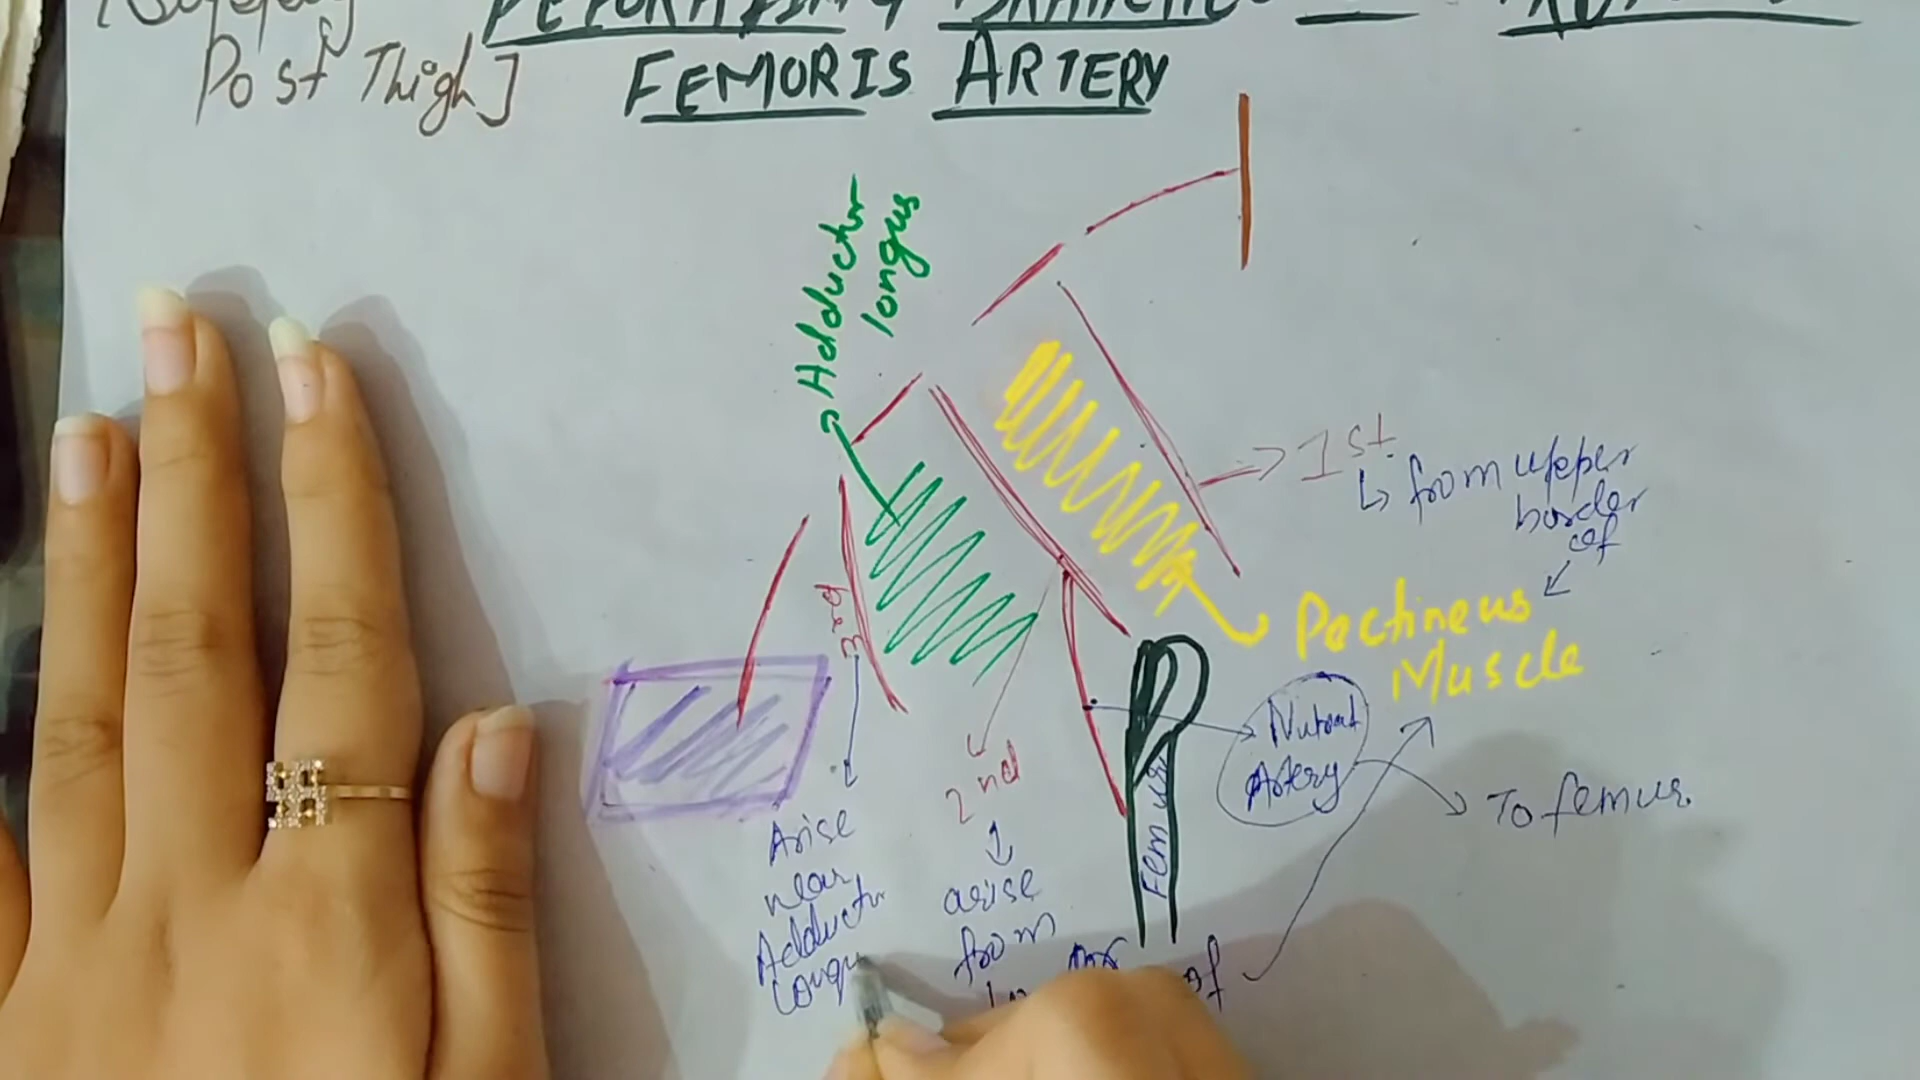 Post Thigh]
FEMORIS ARTERY
Adductor
longus
1st
↳ from upper
border
of
Pectineus
Muscle
3rd
2nd
Nutrient
Artery
To femur
Femur
Arise
near
Adductor
longu
arise
from
of